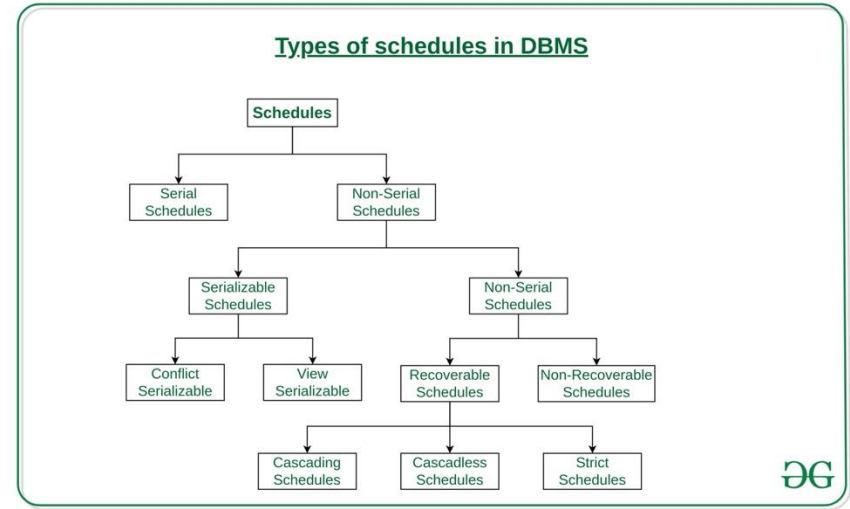 Types of schedules in DBMS
Schedules
Serial
Schedules
Non-Serial
Schedules
Serializable
Schedules
Non-Serial
Schedules
Conflict
Serializable
View
Serializable
Recoverable
Schedules
Non-Recoverable
Schedules
Cascading
Schedules
Cascadless
Schedules
Strict
Schedules